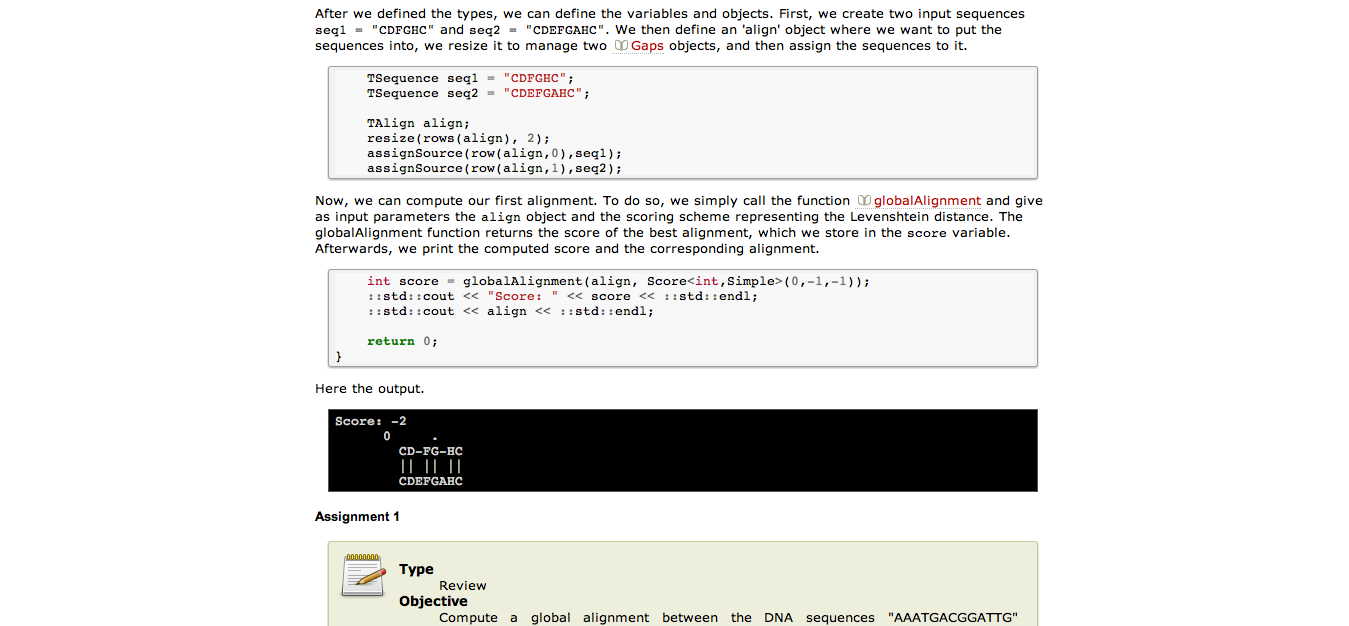 After we defined the types, we can define the variables and objects. First, we create two input sequences
seq1 = "CDFGHC" and seq2 = "CDEFGAHC". We then define an 'align' object where we want to put the
sequences into, we resize it to manage two Gaps objects, and then assign the sequences to it.
TSequence seq1 = "CDFGHC";
TSequence seq2 = "CDEFGAHC";
TAlign align;
resize(rows(align), 2);
assignSource(row(align,0),seq1);
assignSource(row(align,1),seq2);
Now, we can compute our first alignment. To do so, we simply call the function globalAlignment and give
as input parameters the align object and the scoring scheme representing the Levenshtein distance. The
globalAlignment function returns the score of the best alignment, which we store in the score variable.
Afterwards, we print the computed score and the corresponding alignment.
int score = globalAlignment(align, Score<int,Simple>(0,-1,-1));
::std::cout << "Score: " << score << ::std::endl;
::std::cout << align << ::std::endl;
return 0;
}
Here the output.
Score: -2
0 .
CD-FG-HC
|| || ||
CDEFGAHC
Assignment 1
Type
Review
Objective
Compute a global alignment between the DNA sequences "AAATGACGGATTG"